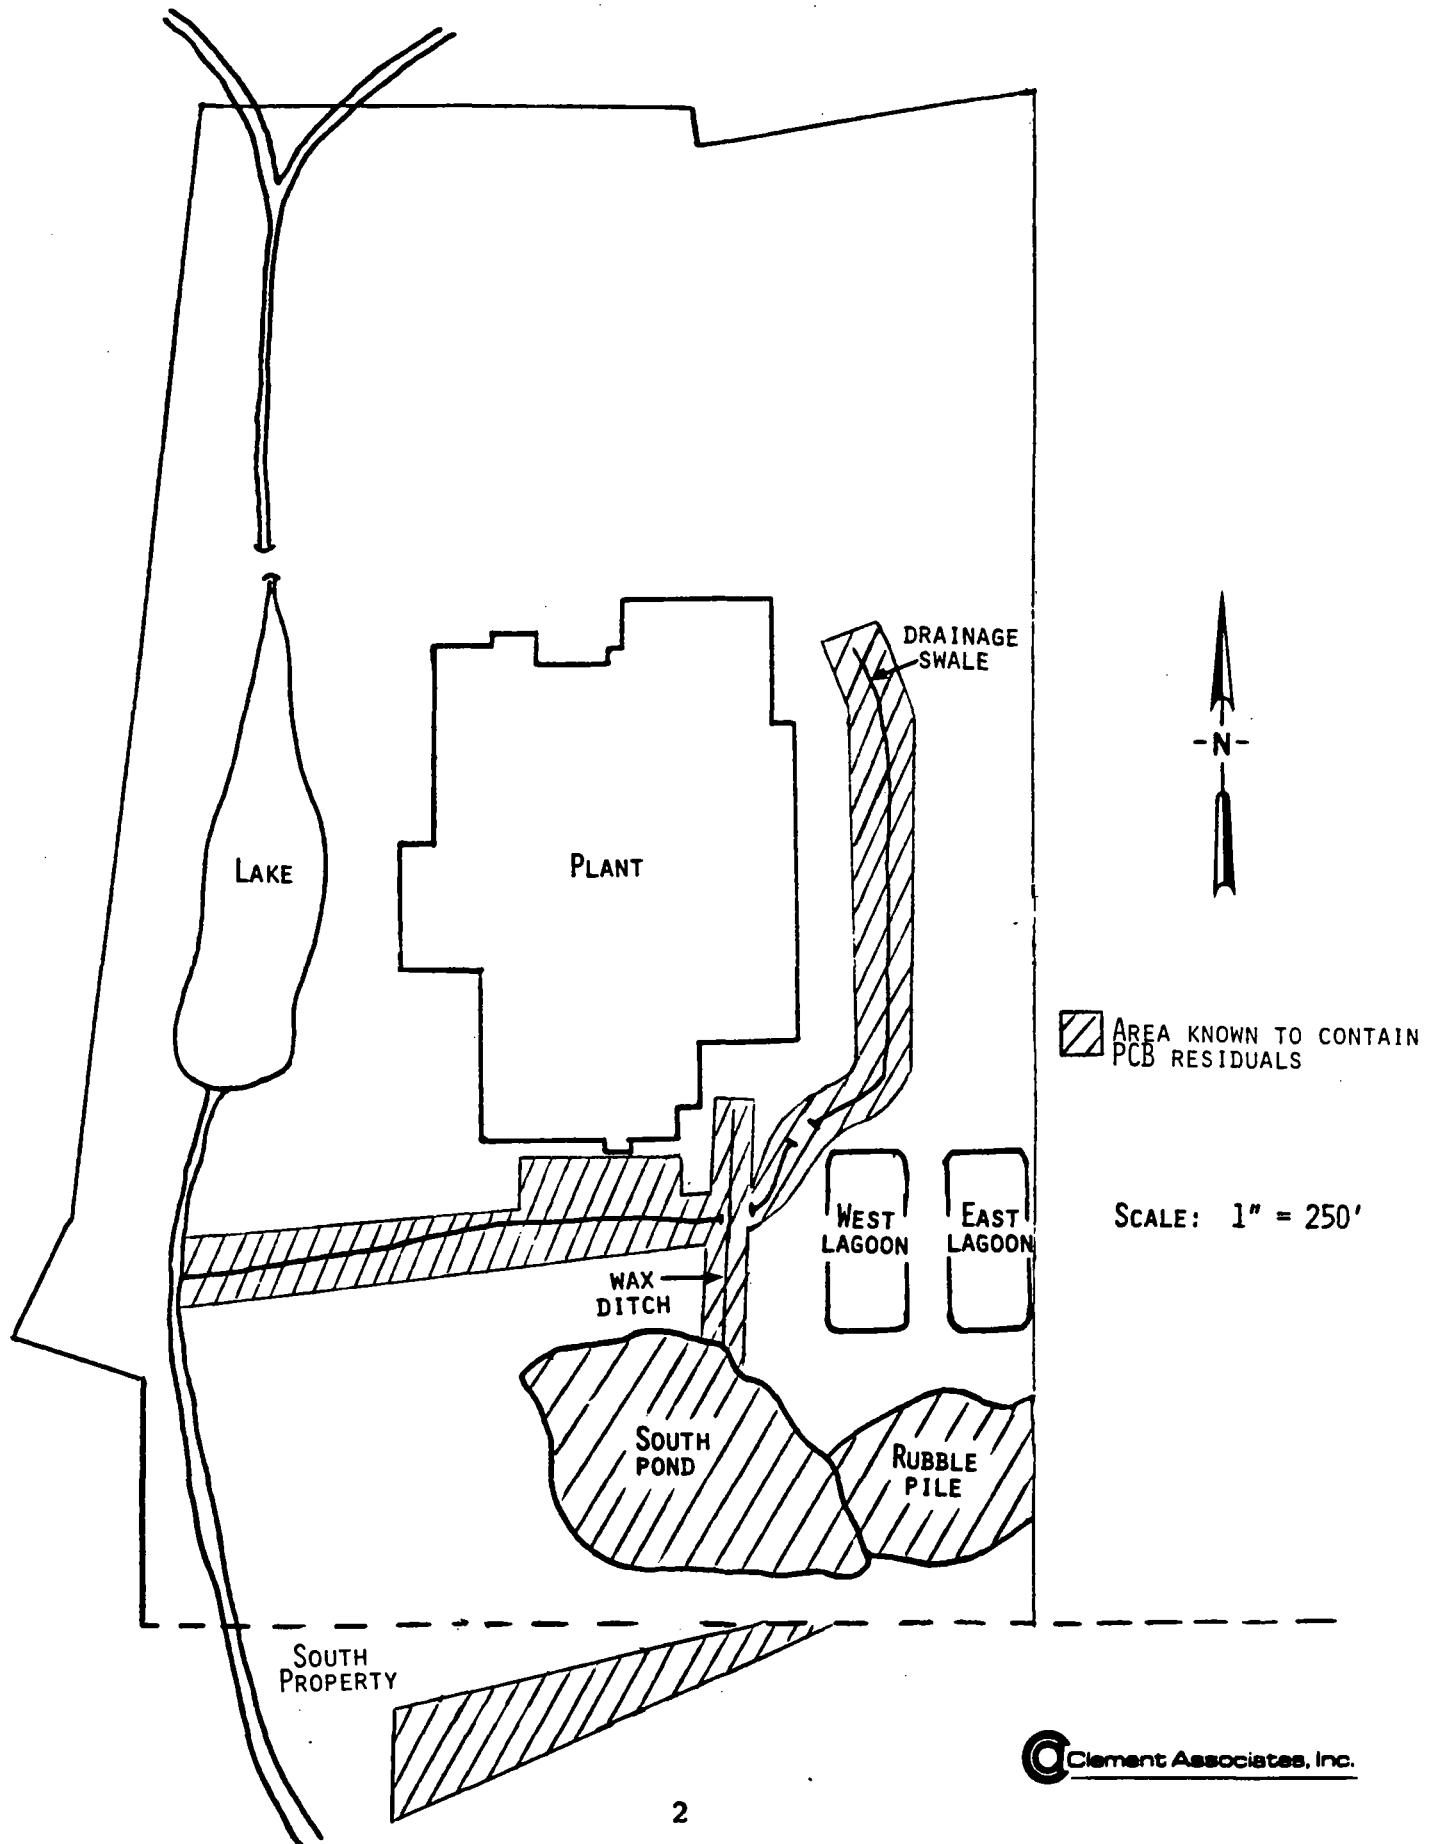 DRAINAGE
SWALE
-N-
LAKE
PLANT
AREA KNOWN TO CONTAIN
PCB RESIDUALS
WEST
LAGOON
EAST
LAGOON
SCALE: 1" = 250'
WAX
DITCH
SOUTH
POND
RUBBLE
PILE
SOUTH
PROPERTY
Clement Associates, Inc.
2